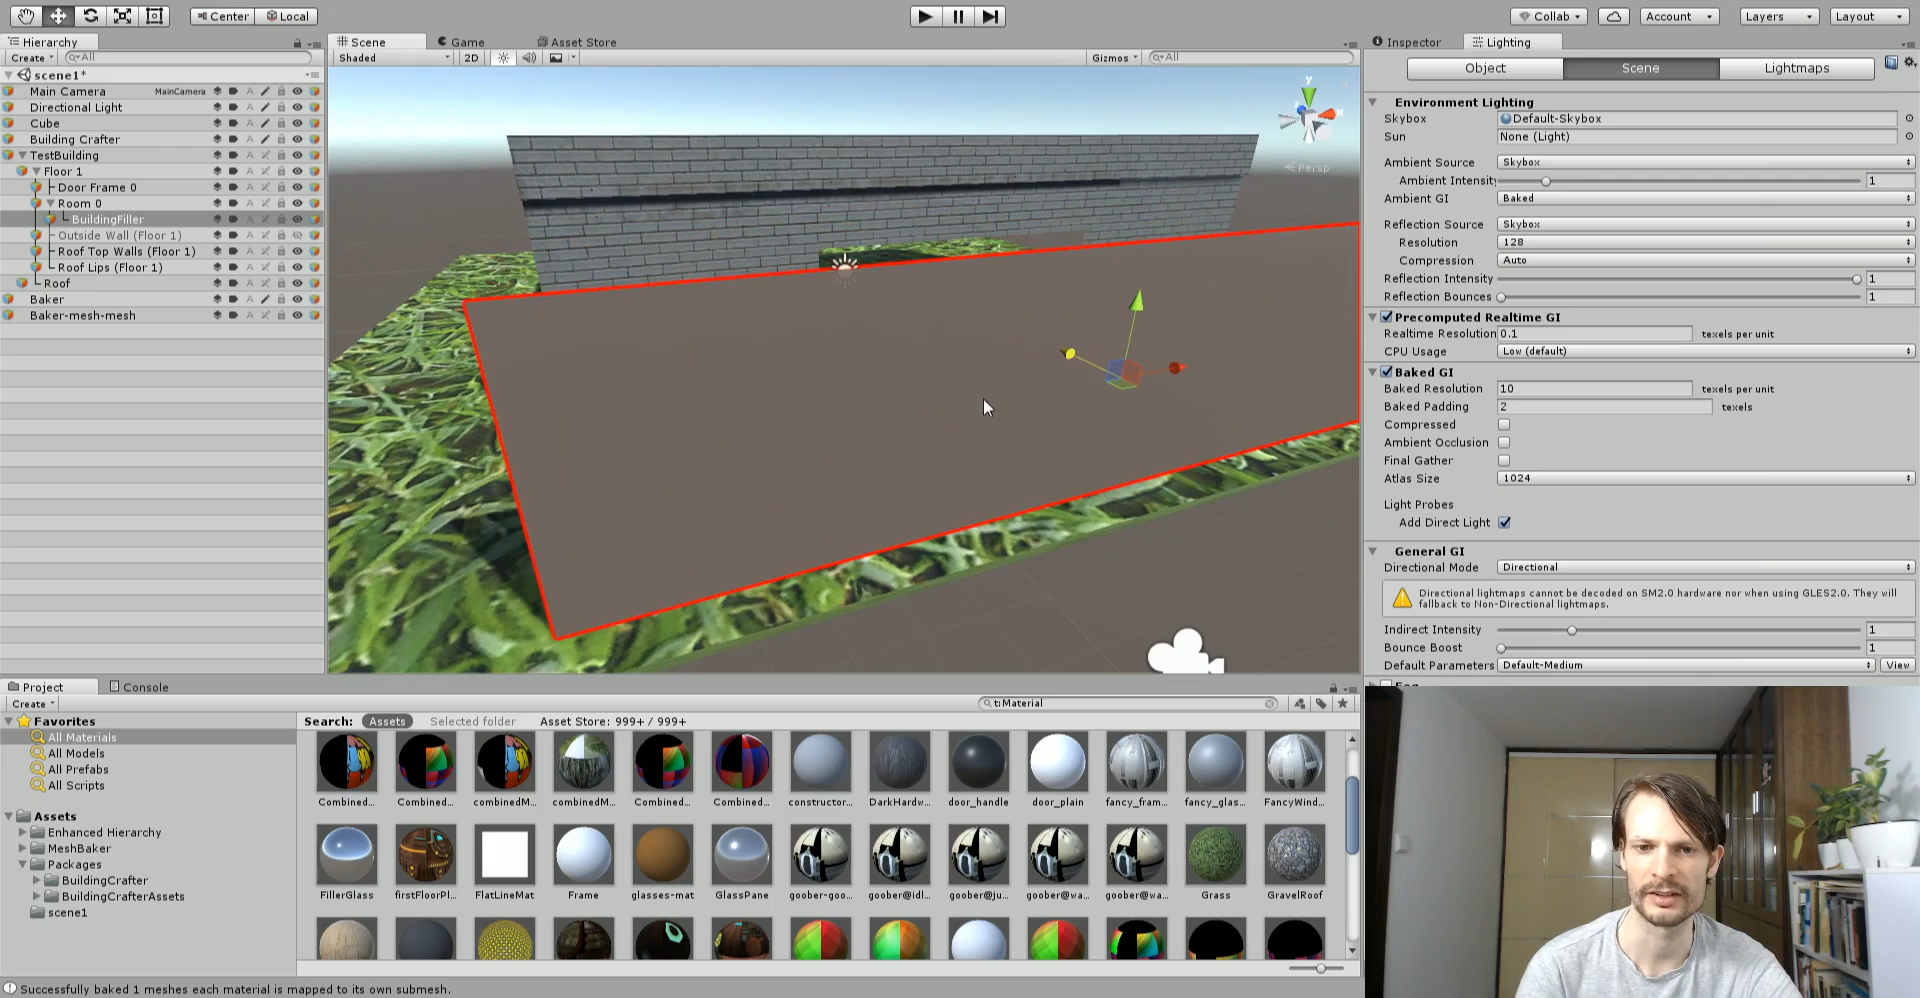 Center
Local
Collab
Account
Layers
Layout
Hierarchy
Create
All
scene1*
Main Camera
MainCamera
Directional Light
Cube
Building Crafter
TestBuilding
Floor 1
Door Frame 0
Room 0
BuildingFiller
Outside Wall (Floor 1)
Roof Top Walls (Floor 1)
Roof Lips (Floor 1)
Roof
Baker
Baker-mesh-mesh
Scene
Game
Asset Store
Shaded
2D
Gizmos
All
y
Persp
Inspector
Lighting
Object
Scene
Lightmaps
Environment Lighting
Skybox
Default-Skybox
Sun
None (Light)
Ambient Source
Skybox
Ambient Intensity
1
Ambient GI
Baked
Reflection Source
Skybox
Resolution
128
Compression
Auto
Reflection Intensity
1
Reflection Bounces
1
Precomputed Realtime GI
Realtime Resolution
0.1
texels per unit
CPU Usage
Low (default)
Baked GI
Baked Resolution
10
texels per unit
Baked Padding
2
texels
Compressed
Ambient Occlusion
Final Gather
Atlas Size
1024
Light Probes
Add Direct Light
General GI
Directional Mode
Directional
Directional lightmaps cannot be decoded on SM2.0 hardware nor when using GLES2.0. They will
fallback to Non-Directional lightmaps.
Indirect Intensity
1
Bounce Boost
1
Default Parameters
Default-Medium
View
Project
Console
Create
t:Material
Favorites
All Materials
All Models
All Prefabs
All Scripts
Assets
Enhanced Hierarchy
MeshBaker
Packages
BuildingCrafter
BuildingCrafterAssets
scene1
Search:
Assets
Selected folder
Asset Store: 999+ / 999+
Combined...
Combined...
combinedM...
combinedM...
Combined...
Combined...
constructor...
DarkHardw...
door_handle
door_plain
fancy_fram...
fancy_glas...
FancyWind...
FillerGlass
firstFloorPl...
FlatLineMat
Frame
glasses-mat
GlassPane
goober-goo...
goober@idl...
goober@ju...
goober@wa...
goober@wa...
Grass
GravelRoof
Successfully baked 1 meshes each material is mapped to its own submesh.